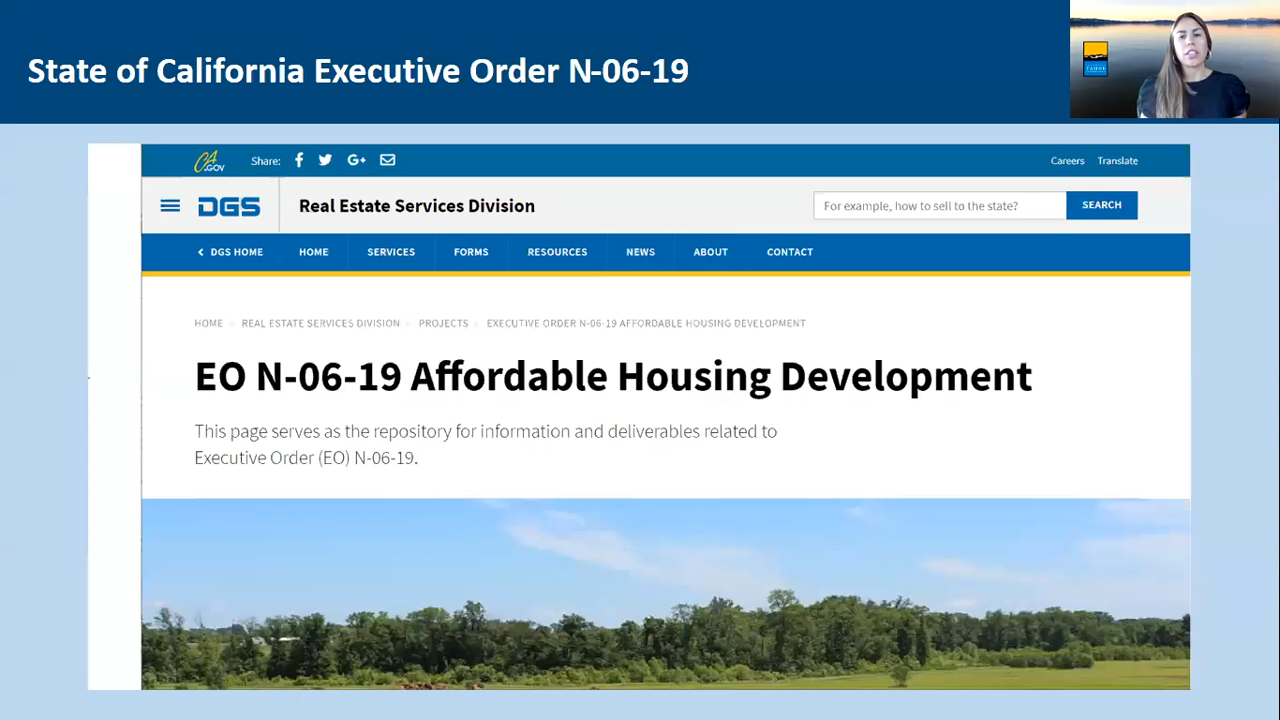 State of California Executive Order N-06-19
TAHOE
CA.GOV
Share:
G+
Careers Translate
DGS
Real Estate Services Division
For example, how to sell to the state?
SEARCH
DGS HOME HOME SERVICES FORMS RESOURCES NEWS ABOUT CONTACT
HOME REAL ESTATE SERVICES DIVISION PROJECTS EXECUTIVE ORDER N-06-19 AFFORDABLE HOUSING DEVELOPMENT
EO N-06-19 Affordable Housing Development
This page serves as the repository for information and deliverables related to
Executive Order (EO) N-06-19.